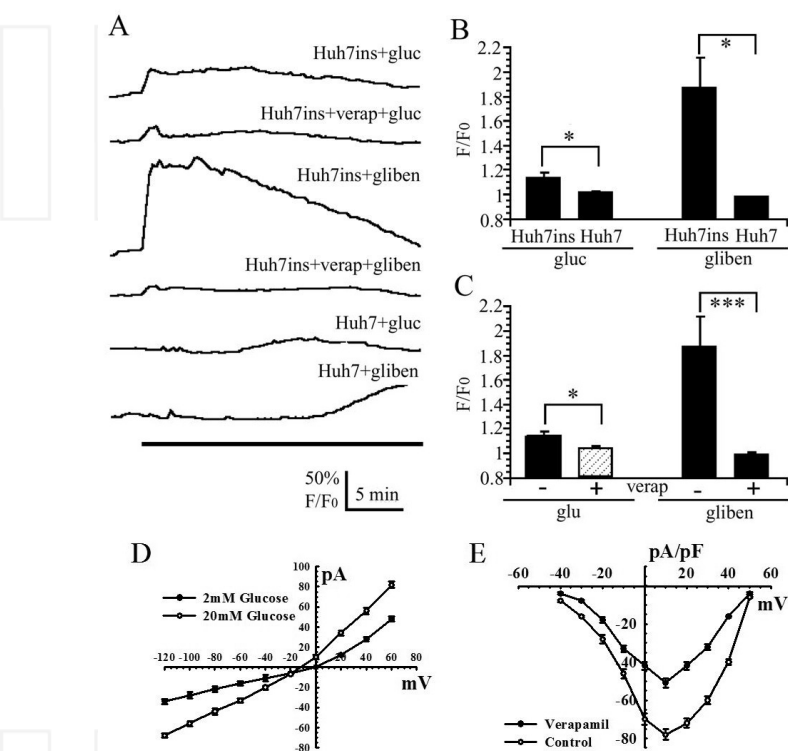 A
Huh7ins+gluc
Huh7ins+verap+gluc
Huh7ins+gliben
Huh7ins+verap+gliben
Huh7+gluc
Huh7+gliben
50%
F/F0
5 min
B
2.2
2
1.8
1.6
1.4
1.2
1
0.8
F/F0
*
*
Huh7ins Huh7 Huh7ins Huh7
gluc gliben
C
2.2
2
1.8
1.6
1.4
1.2
1
0.8
F/F0
*
***
- + verap - +
glu gliben
D
pA
100
80
60
40
20
2mM Glucose
20mM Glucose
-120 -100 -80 -60 -40 -20 20 40 60 80
mV
-20
-40
-60
-80
E
pA/pF
-60 -40 -20 20 40 60
mV
-20
-40
-60
-80
Verapamil
Control